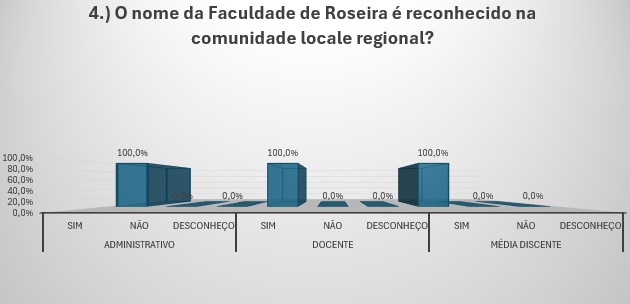 4.) O nome da Faculdade de Roseira é reconhecido na
comunidade locale regional?
100,0%
80,0%
60,0%
40,0%
20,0%
0,0%
100,0%
0,0%
0,0%
100,0%
0,0%
0,0%
100,0%
0,0%
0,0%
SIM
NÃO
DESCONHEÇO
SIM
NÃO
DESCONHEÇO
SIM
NÃO
DESCONHEÇO
ADMINISTRATIVO
DOCENTE
MÉDIA DISCENTE